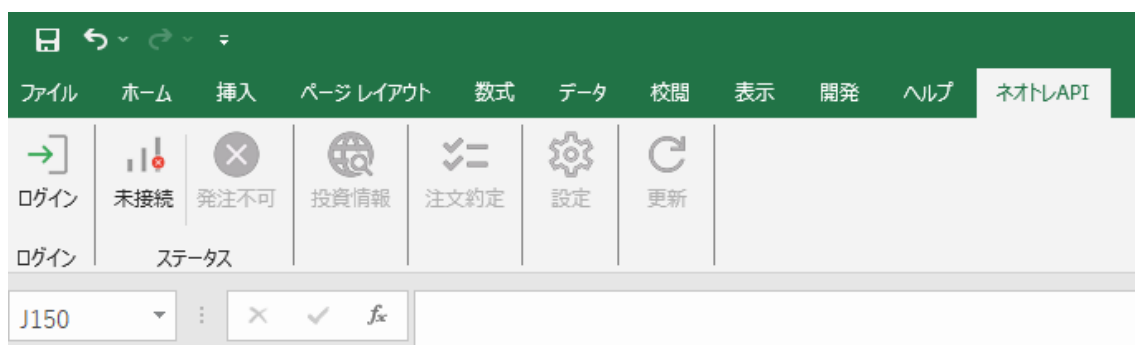 ファイル ホーム 挿入 ページ レイアウト 数式 データ 校閲 表示 開発 ヘルプ ネオトレAPI
ログイン 未接続 発注不可 投資情報 注文約定 設定 更新
ログイン ステータス
J150 fx